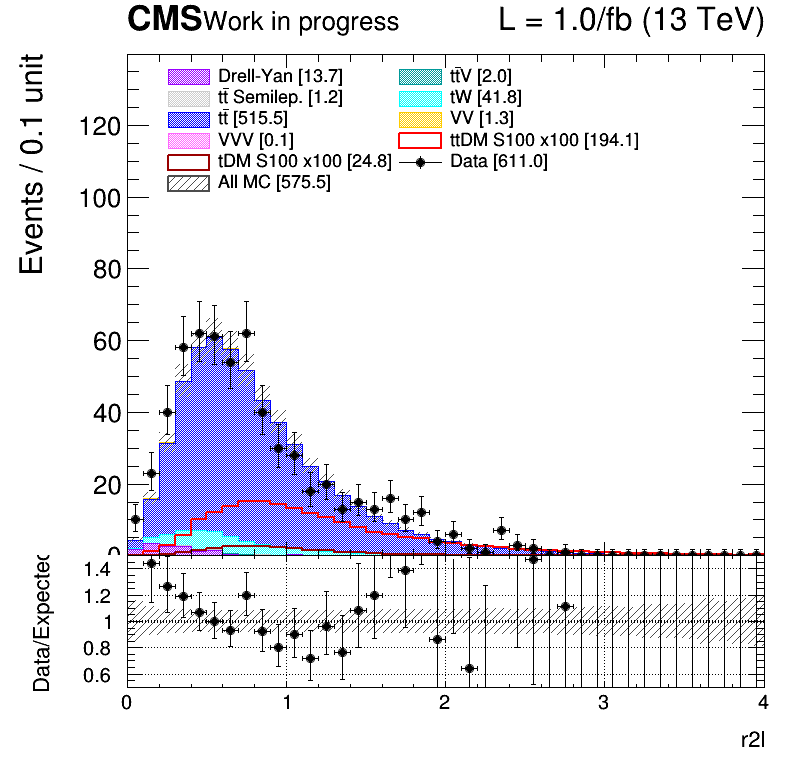 CMS Work in progress L = 1.0/fb (13 TeV)
Drell-Yan [13.7] tt̄V [2.0]
tt̄ Semilep. [1.2] tW [41.8]
tt̄ [515.5] VV [1.3]
VVV [0.1] ttDM S100 x100 [194.1]
tDM S100 x100 [24.8] Data [611.0]
All MC [575.5]
Events / 0.1 unit
120
100
80
60
40
20
0
Data/Expected
1.4
1.2
1
0.8
0.6
0 1 2 3 4
r2l